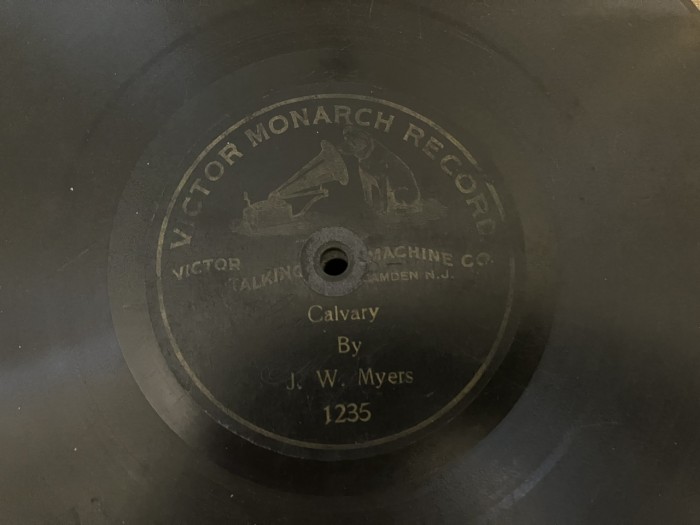 VICTOR MONARCH RECORD
VICTOR TALKING MACHINE CO.
CAMDEN N.J.
Calvary
By
J. W. Myers
1235